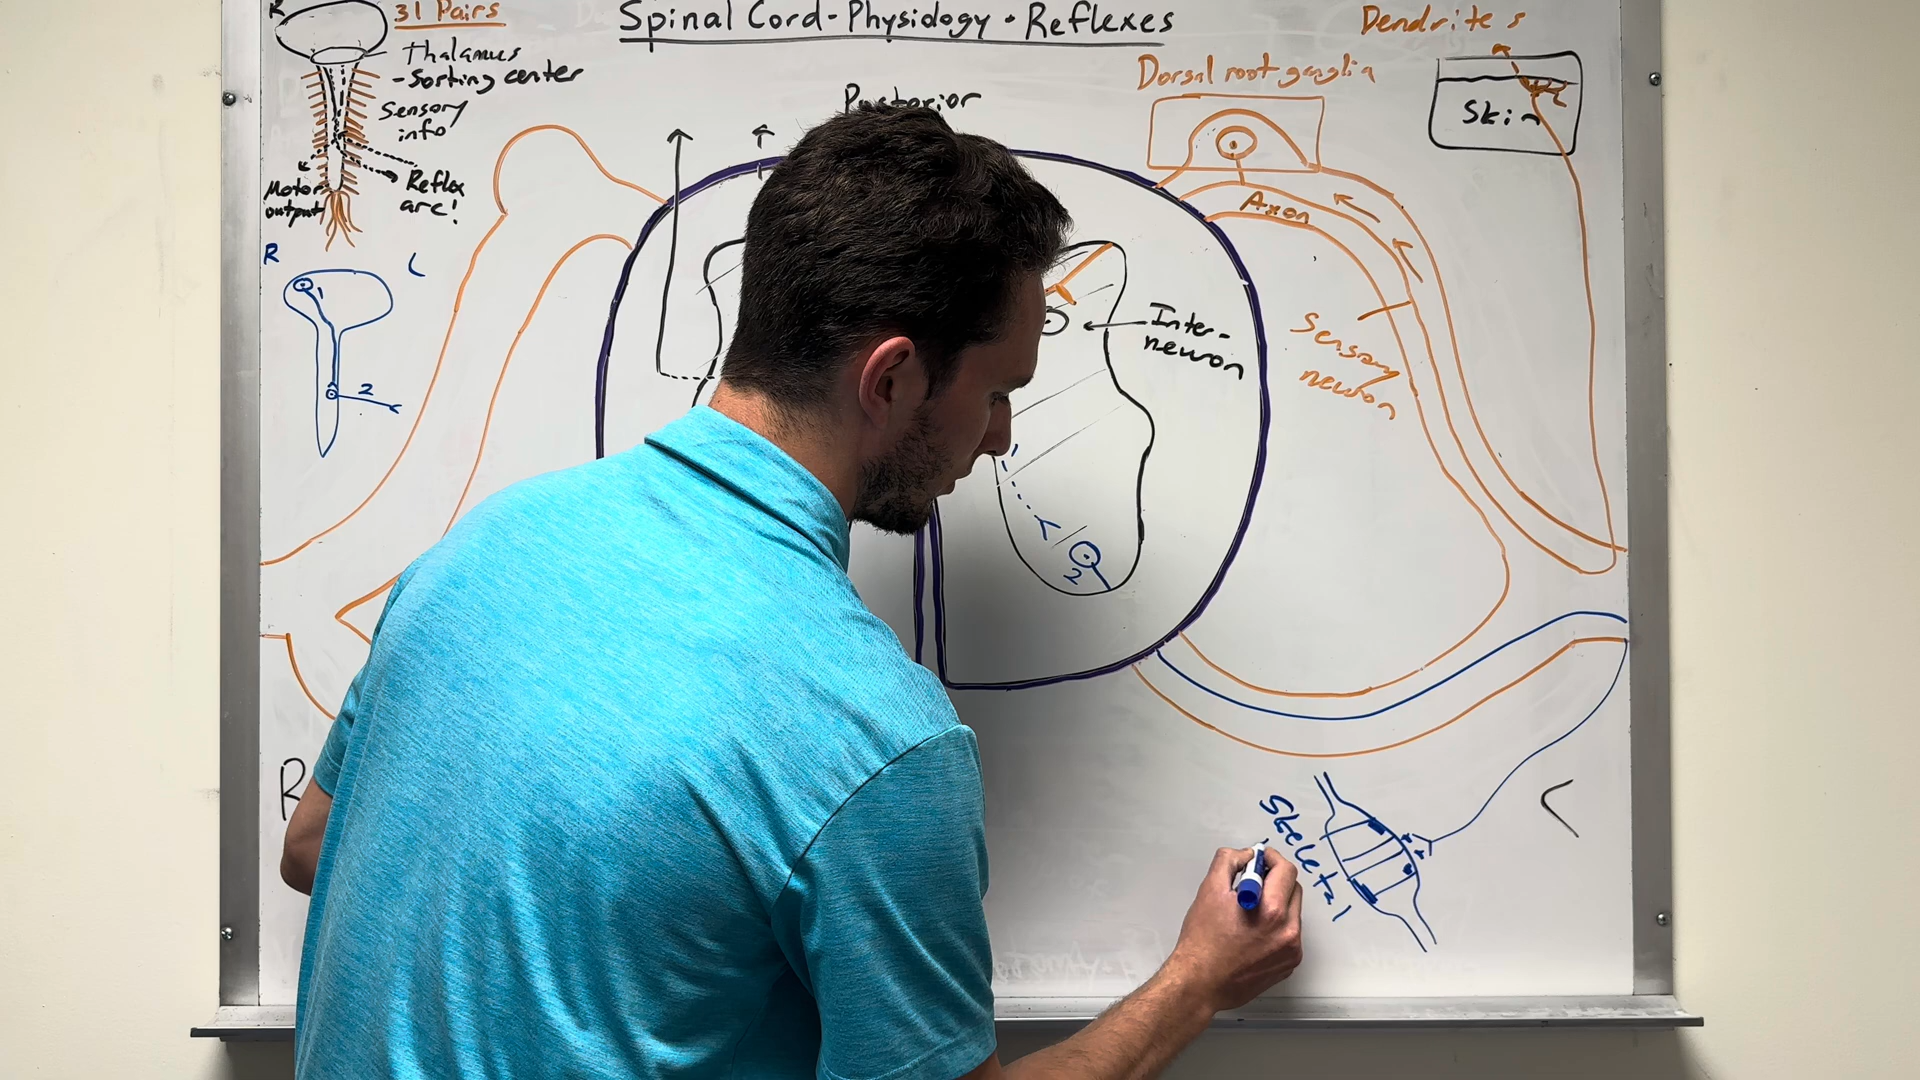 R
31 Pairs
Spinal Cord - Physiology • Reflexes
Dendrites
Thalamus
- Sorting center
Sensory
info
Motor
output
Reflex
arc!
Posterior
Dorsal root ganglia
Skin
Axon
R
L
1
2
Inter-
neuron
Sensory
neuron
2
R
L
Skeletal